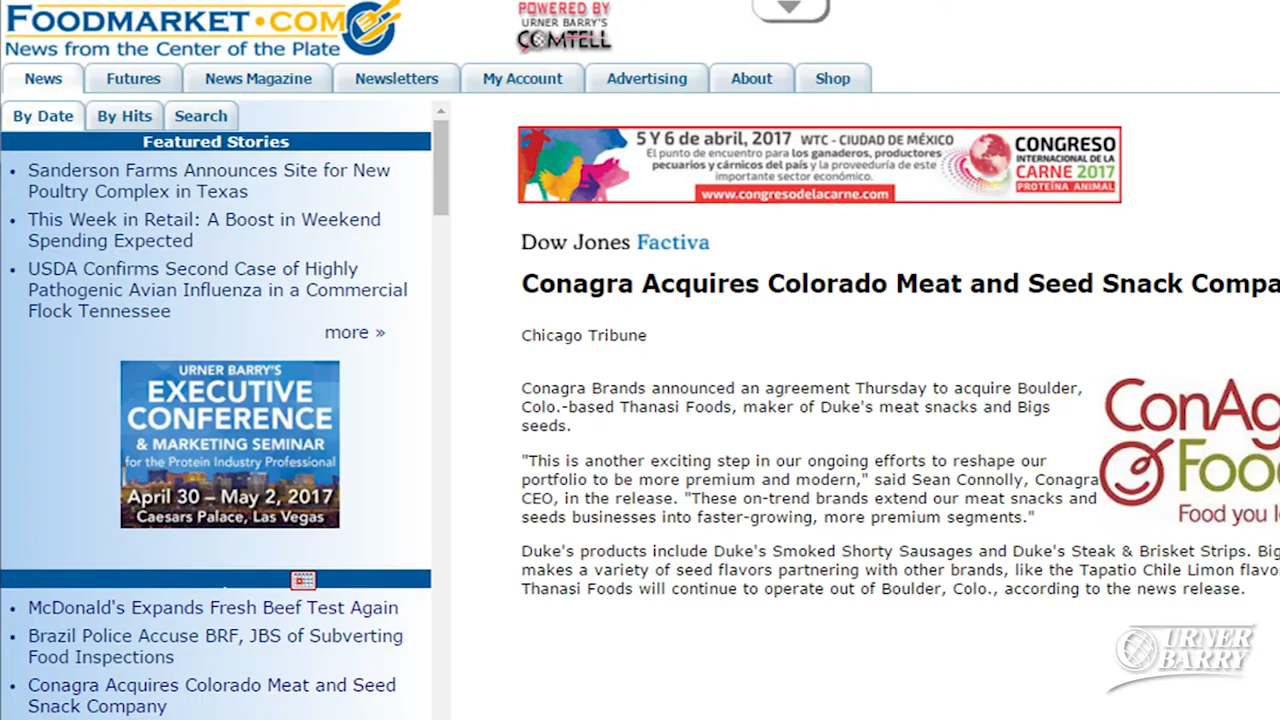 FOODMARKET•COM
News from the Center of the Plate
POWERED BY
URNER BARRY'S
COMTELL
News
Futures
News Magazine
Newsletters
My Account
Advertising
About
Shop
By Date
By Hits
Search
Featured Stories
• Sanderson Farms Announces Site for New
Poultry Complex in Texas
• This Week in Retail: A Boost in Weekend
Spending Expected
• USDA Confirms Second Case of Highly
Pathogenic Avian Influenza in a Commercial
Flock Tennessee
more »
URNER BARRY'S
EXECUTIVE
CONFERENCE
& MARKETING SEMINAR
for the Protein Industry Professional
April 30 – May 2, 2017
Caesars Palace, Las Vegas
• McDonald's Expands Fresh Beef Test Again
• Brazil Police Accuse BRF, JBS of Subverting
Food Inspections
• Conagra Acquires Colorado Meat and Seed
Snack Company
5 Y 6 de abril, 2017 WTC - CIUDAD DE MÉXICO
El punto de encuentro para los ganaderos, productores
pecuarios y cárnicos del país y la proveeduría de este
importante sector económico.
www.congresodelacarne.com
CONGRESO
INTERNACIONAL DE LA
CARNE 2017
PROTEÍNA ANIMAL
Dow Jones Factiva
Conagra Acquires Colorado Meat and Seed Snack Compa
Chicago Tribune
Conagra Brands announced an agreement Thursday to acquire Boulder,
Colo.-based Thanasi Foods, maker of Duke's meat snacks and Bigs
seeds.
"This is another exciting step in our ongoing efforts to reshape our
portfolio to be more premium and modern," said Sean Connolly, Conagra
CEO, in the release. "These on-trend brands extend our meat snacks and
seeds businesses into faster-growing, more premium segments."
Duke's products include Duke's Smoked Shorty Sausages and Duke's Steak & Brisket Strips. Big
makes a variety of seed flavors partnering with other brands, like the Tapatio Chile Limon flavo
Thanasi Foods will continue to operate out of Boulder, Colo., according to the news release.
ConAg
Foo
Food you l
URNER
BARRY